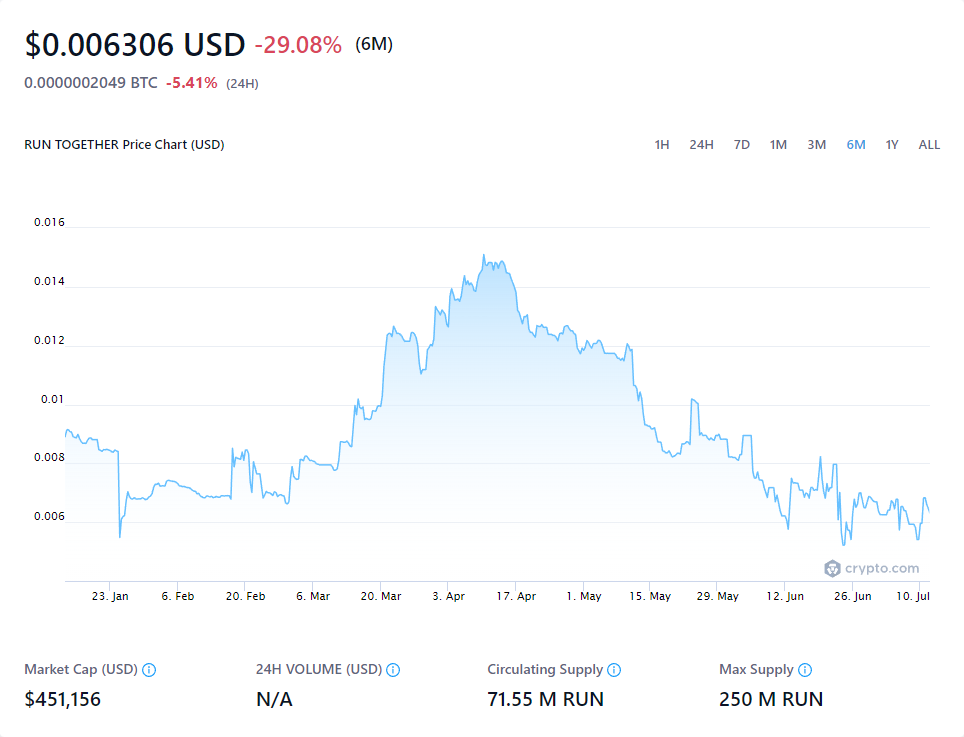 $0.006306 USD -29.08% (6M)
0.0000002049 BTC -5.41% (24H)
RUN TOGETHER Price Chart (USD) 1H 24H 7D 1M 3M 6M 1Y ALL
0.016
0.014
0.012
0.01
0.008
0.006
crypto.com
23. Jan 6. Feb 20. Feb 6. Mar 20. Mar 3. Apr 17. Apr 1. May 15. May 29. May 12. Jun 26. Jun 10. Jul
Market Cap (USD) 24H VOLUME (USD) Circulating Supply Max Supply
$451,156 N/A 71.55 M RUN 250 M RUN